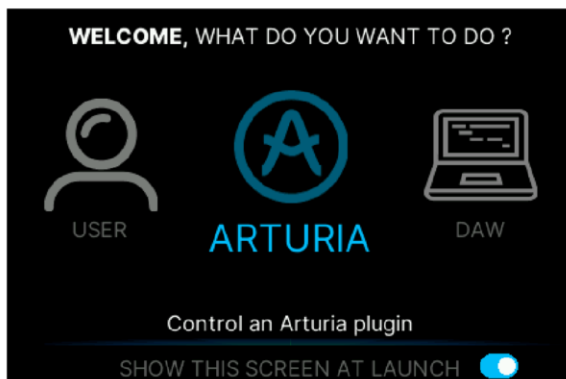 WELCOME, WHAT DO YOU WANT TO DO ?
USER
ARTURIA
DAW
Control an Arturia plugin
SHOW THIS SCREEN AT LAUNCH